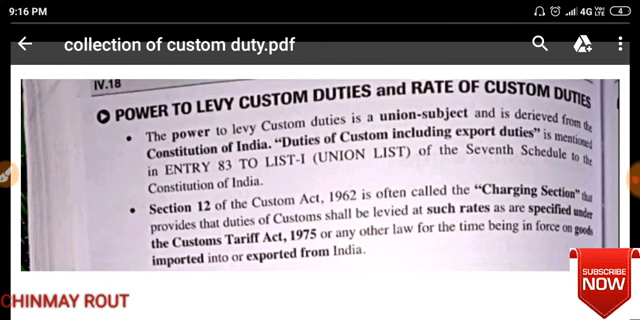 9:16 PM
4G
Vo)
LTE
4
collection of custom duty.pdf
IV.18
POWER TO LEVY CUSTOM DUTIES and RATE OF CUSTOM DUTIES
• The power to levy Custom duties is a union-subject and is derieved from the
Constitution of India. "Duties of Custom including export duties" is mentioned
in ENTRY 83 TO LIST-I (UNION LIST) of the Seventh Schedule to the
Constitution of India.
• Section 12 of the Custom Act, 1962 is often called the "Charging Section" that
provides that duties of Customs shall be levied at such rates as are specified under
the Customs Tariff Act, 1975 or any other law for the time being in force on goods
imported into or exported from India.
SUBSCRIBE
NOW
CHINMAY ROUT